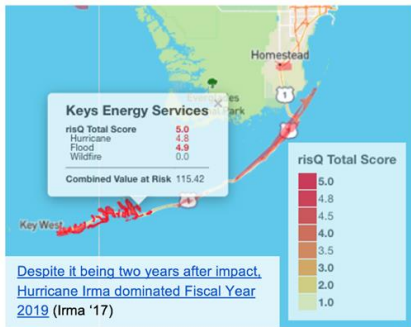 Homestead
1
Everglades
Park
Keys Energy Services
risQ Total Score 5.0
Hurricane 4.8
Flood 4.9
Wildfire 0.0
Combined Value at Risk 115.42
1
Key West
risQ Total Score
5.0
4.8
4.5
4.0
3.5
3.0
2.0
1.0
Despite it being two years after impact,
Hurricane Irma dominated Fiscal Year
2019 (Irma ‘17)